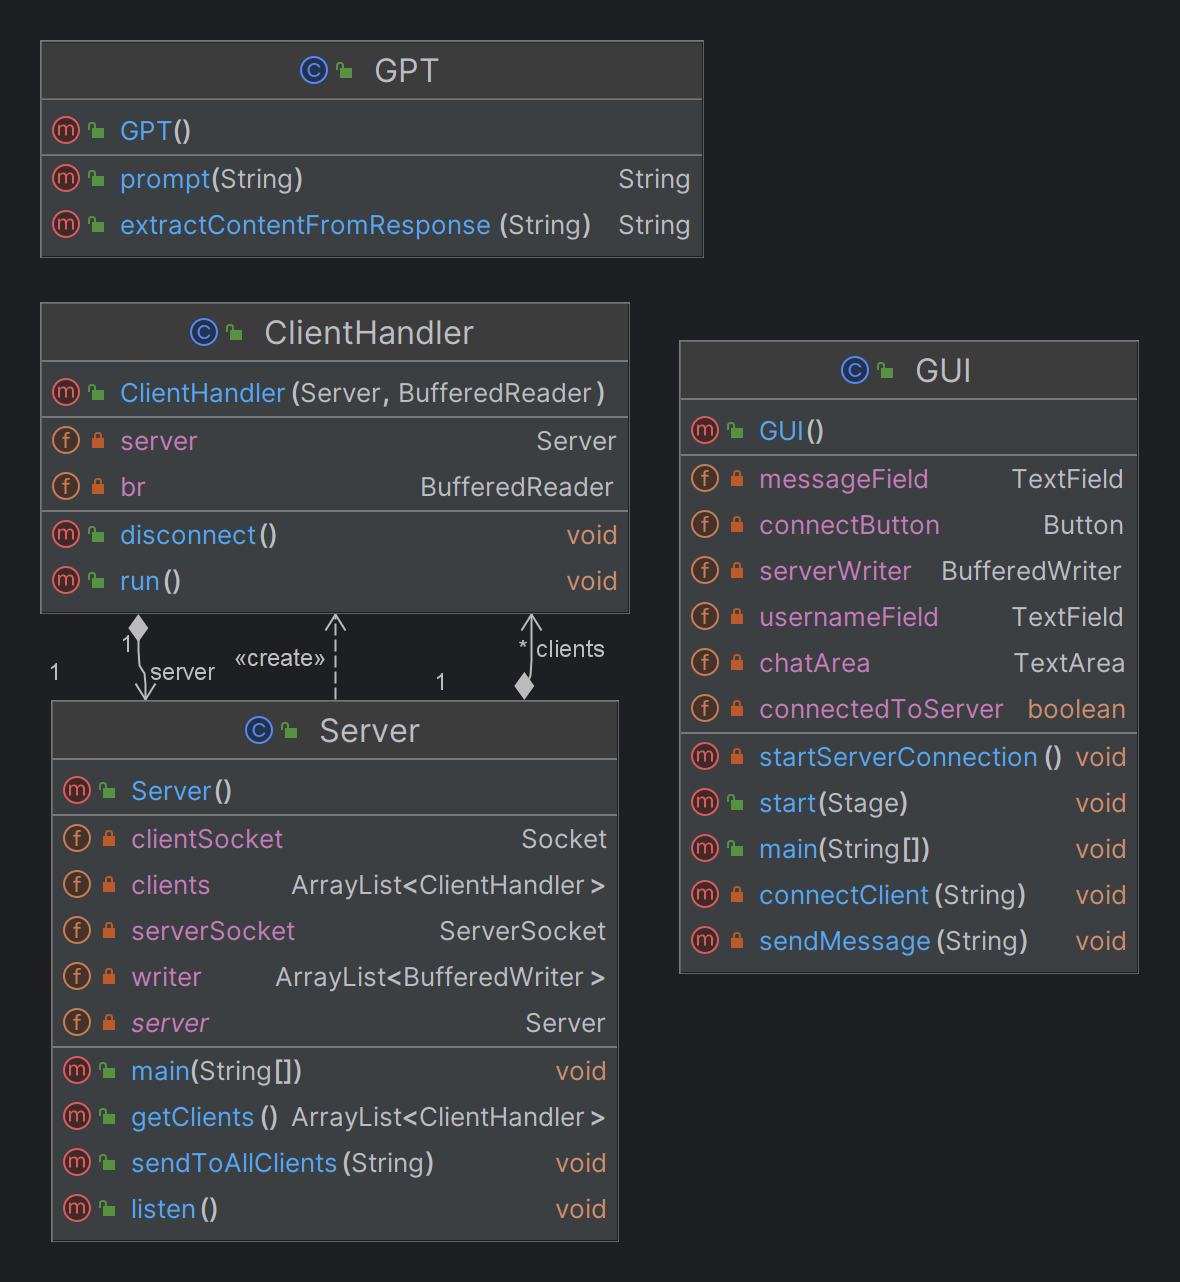 GPT
GPT()
prompt(String) String
extractContentFromResponse(String) String
ClientHandler
ClientHandler(Server, BufferedReader)
server Server
br BufferedReader
disconnect() void
run() void
1
1
server
«create»
1
*
clients
Server
Server()
clientSocket Socket
clients ArrayList<ClientHandler>
serverSocket ServerSocket
writer ArrayList<BufferedWriter>
server Server
main(String[]) void
getClients() ArrayList<ClientHandler>
sendToAllClients(String) void
listen() void
GUI
GUI()
messageField TextField
connectButton Button
serverWriter BufferedWriter
usernameField TextField
chatArea TextArea
connectedToServer boolean
startServerConnection() void
start(Stage) void
main(String[]) void
connectClient(String) void
sendMessage(String) void